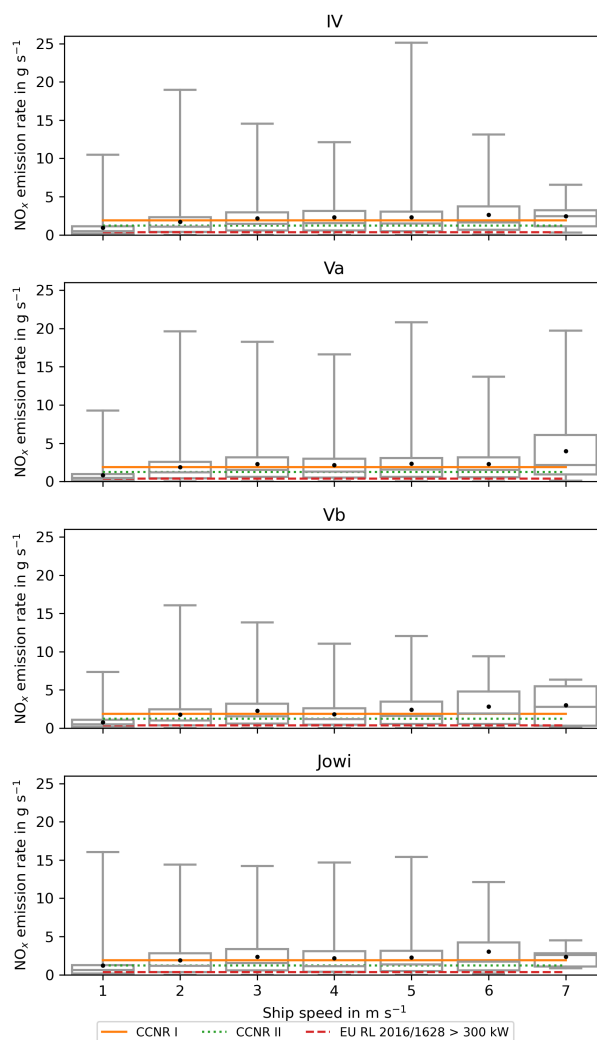 IV
NOx emission rate in g s⁻¹
25
20
15
10
5
0
Va
NOx emission rate in g s⁻¹
25
20
15
10
5
0
Vb
NOx emission rate in g s⁻¹
25
20
15
10
5
0
Jowi
NOx emission rate in g s⁻¹
25
20
15
10
5
0
1 2 3 4 5 6 7
Ship speed in m s⁻¹
CCNR I CCNR II EU RL 2016/1628 > 300 kW